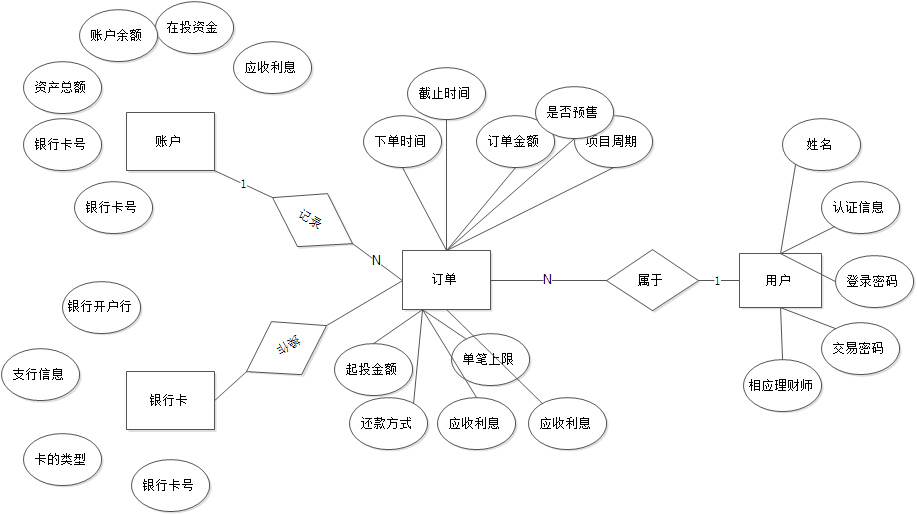 账户余额
在投资金
应收利息
资产总额
银行卡号
账户
银行卡号
1
记录
N
截止时间
下单时间
订单金额
是否预售
项目周期
姓名
认证信息
订单
N
属于
1
用户
登录密码
交易密码
相应理财师
银行开户行
操作
支行信息
银行卡
卡的类型
银行卡号
起投金额
单笔上限
还款方式
应收利息
应收利息